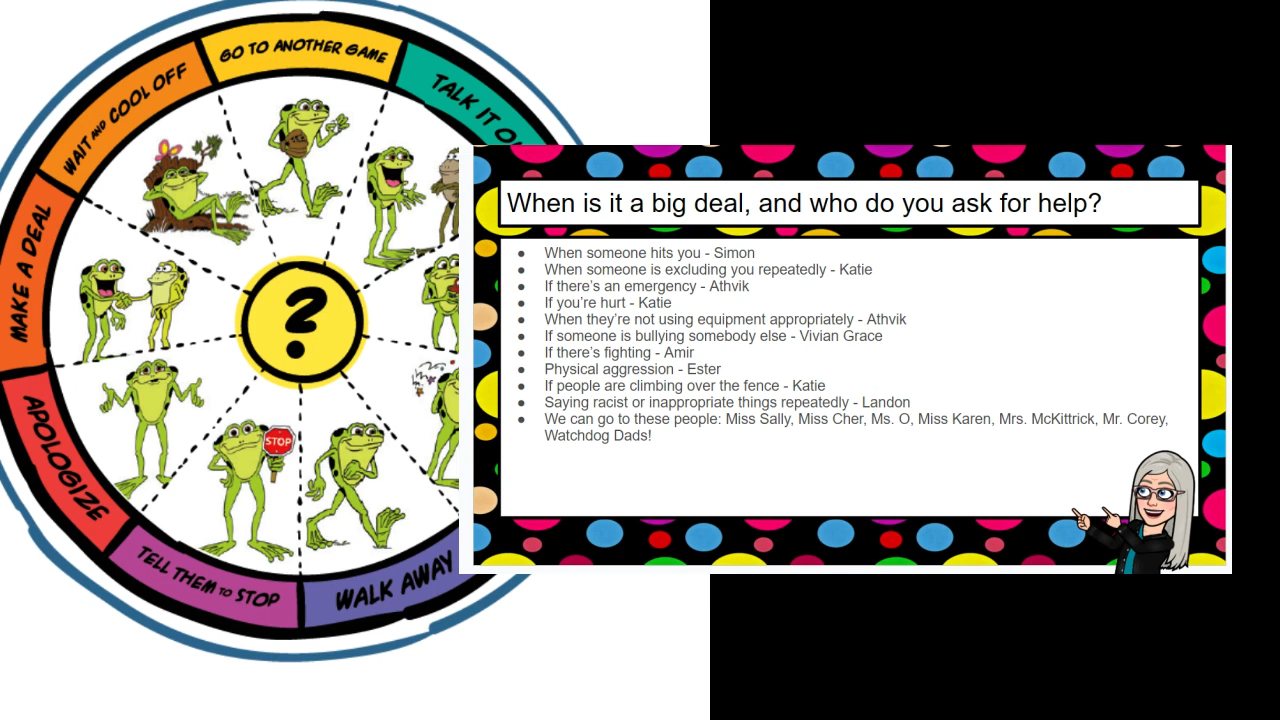 GO TO ANOTHER GAME
TALK IT
WAIT AND COOL OFF
MAKE A DEAL
APOLOGIZE
TELL THEM TO STOP
WALK AWAY
?
STOP
When is it a big deal, and who do you ask for help?
● When someone hits you - Simon
● When someone is excluding you repeatedly - Katie
● If there’s an emergency - Athvik
● If you’re hurt - Katie
● When they’re not using equipment appropriately - Athvik
● If someone is bullying somebody else - Vivian Grace
● If there’s fighting - Amir
● Physical aggression - Ester
● If people are climbing over the fence - Katie
● Saying racist or inappropriate things repeatedly - Landon
● We can go to these people: Miss Sally, Miss Cher, Ms. O, Miss Karen, Mrs. McKittrick, Mr. Corey,
Watchdog Dads!